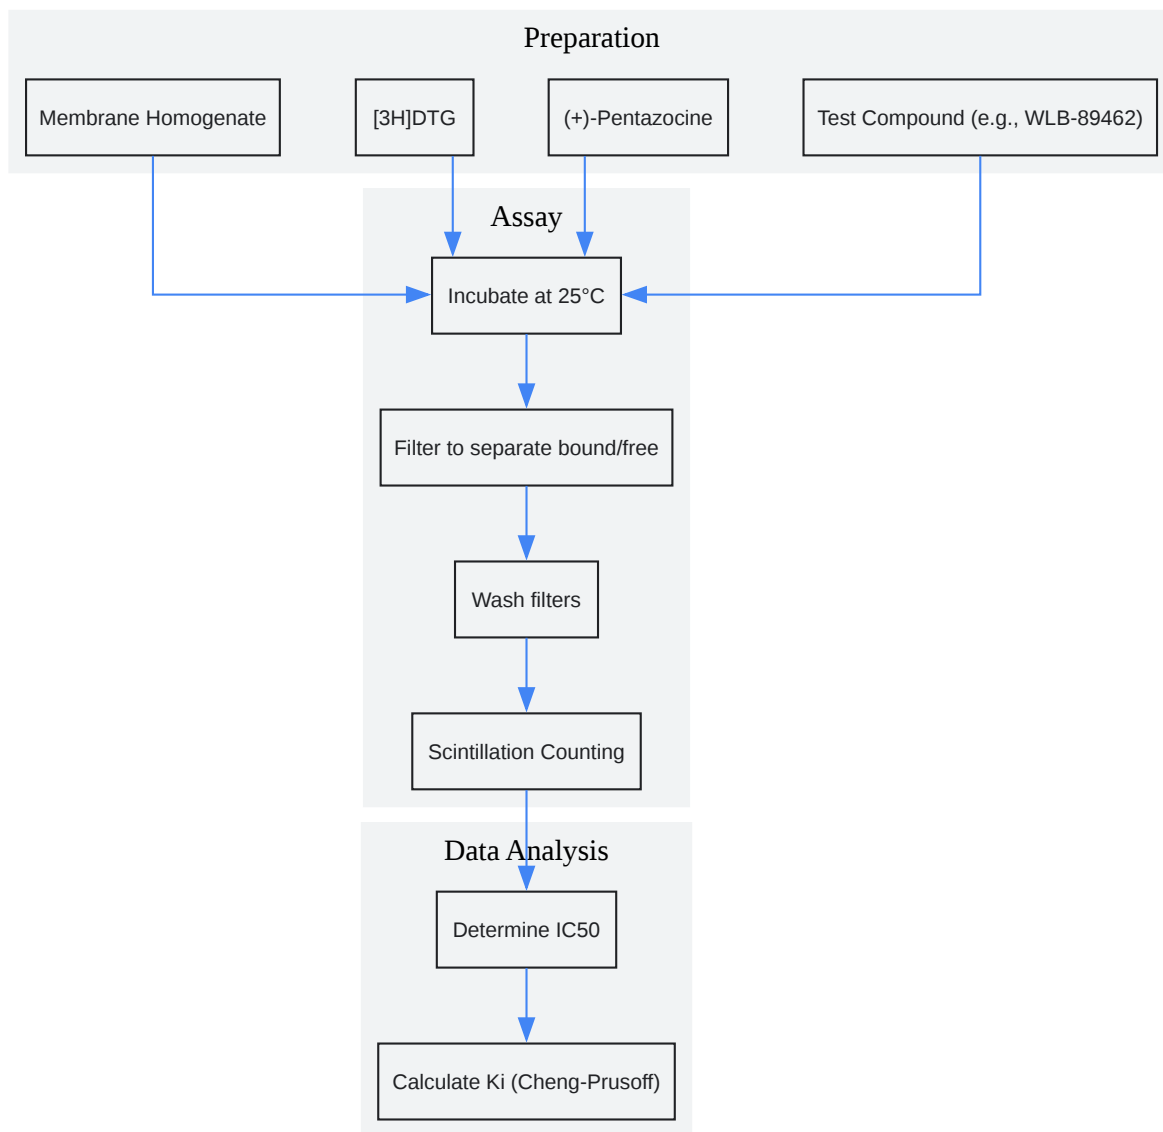 Preparation
Membrane Homogenate
[3H]DTG
(+)-Pentazocine
Test Compound (e.g., WLB-89462)
Assay
Incubate at 25°C
Filter to separate bound/free
Wash filters
Scintillation Counting
Data Analysis
Determine IC50
Calculate Ki (Cheng-Prusoff)